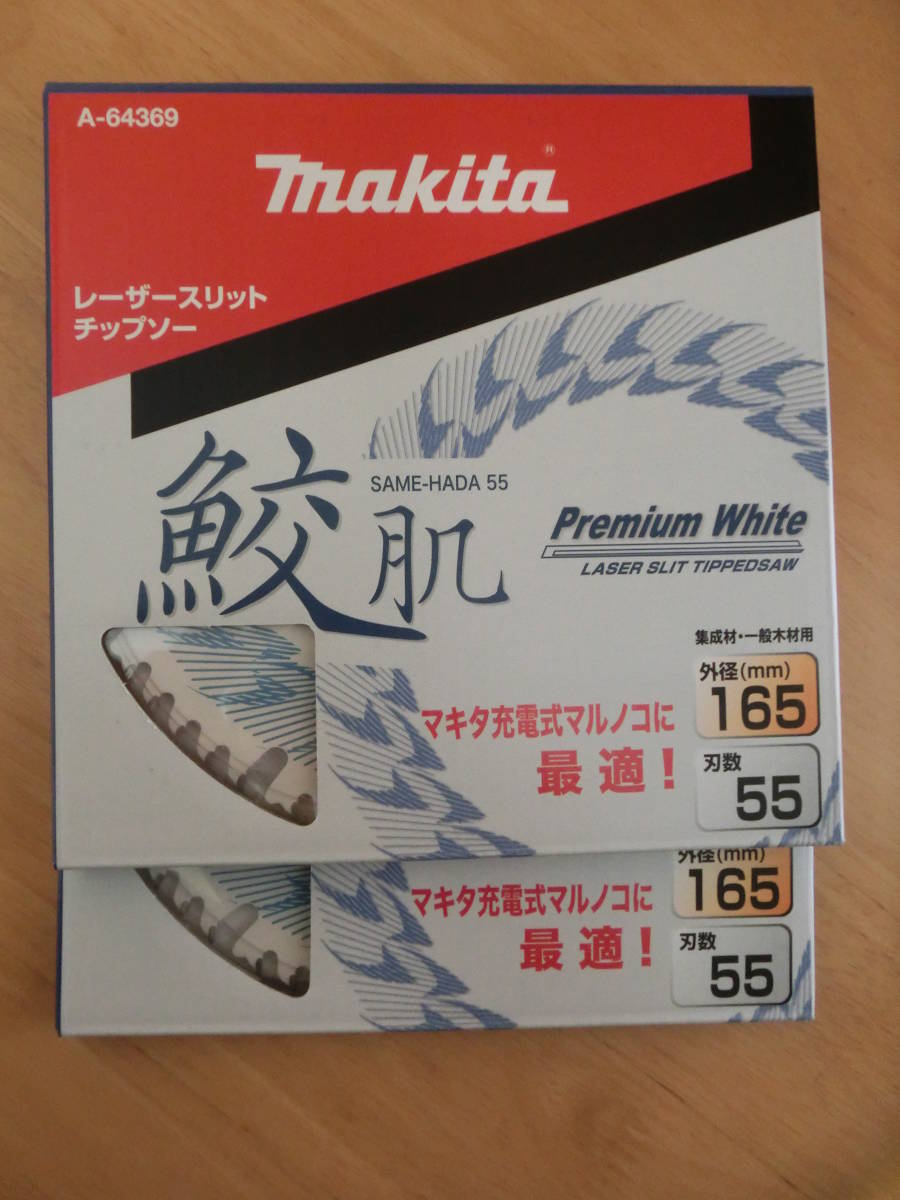 A-64369
makita®
レーザースリット
チップソー
鮫肌
SAME-HADA 55
Premium White
LASER SLIT TIPPEDSAW
集成材・一般木材用
外径(mm)
165
マキタ充電式マルノコに
最適!
刃数
55
外径(mm)
165
マキタ充電式マルノコに
最適!
刃数
55